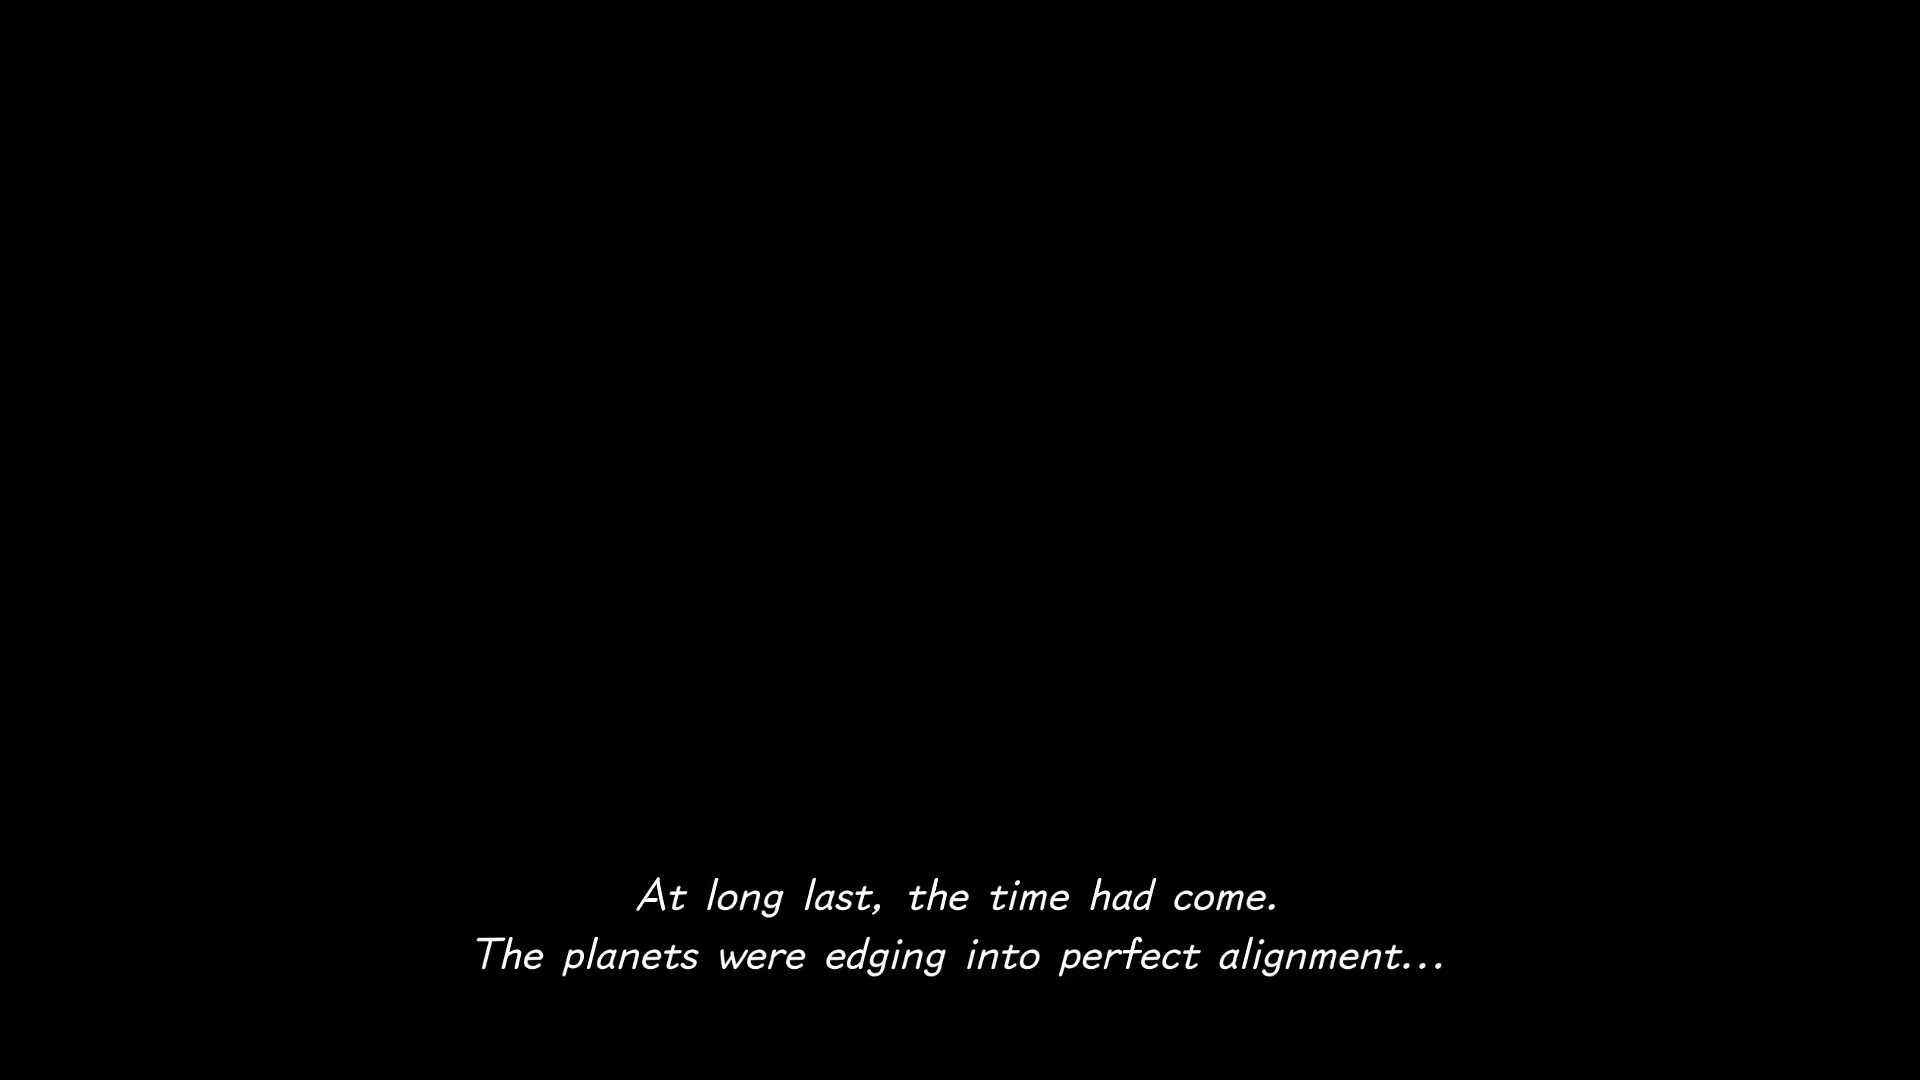 At long last, the time had come.
The planets were edging into perfect alignment...